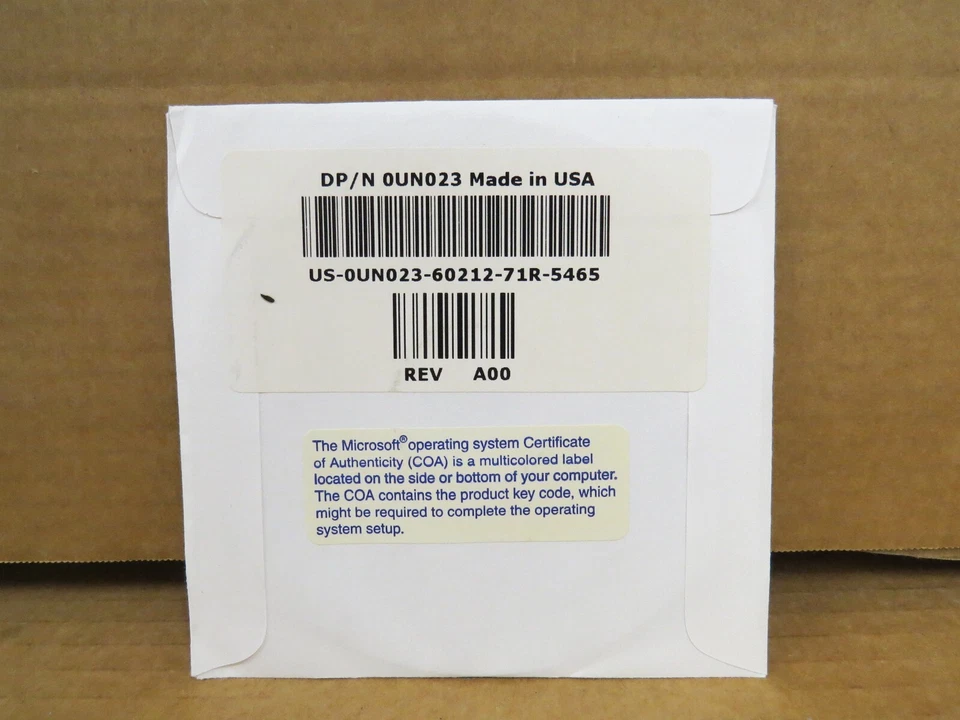 DP/N 0UN023 Made in USA
US-0UN023-60212-71R-5465
REV A00
The Microsoft® operating system Certificate
of Authenticity (COA) is a multicolored label
located on the side or bottom of your computer.
The COA contains the product key code, which
might be required to complete the operating
system setup.